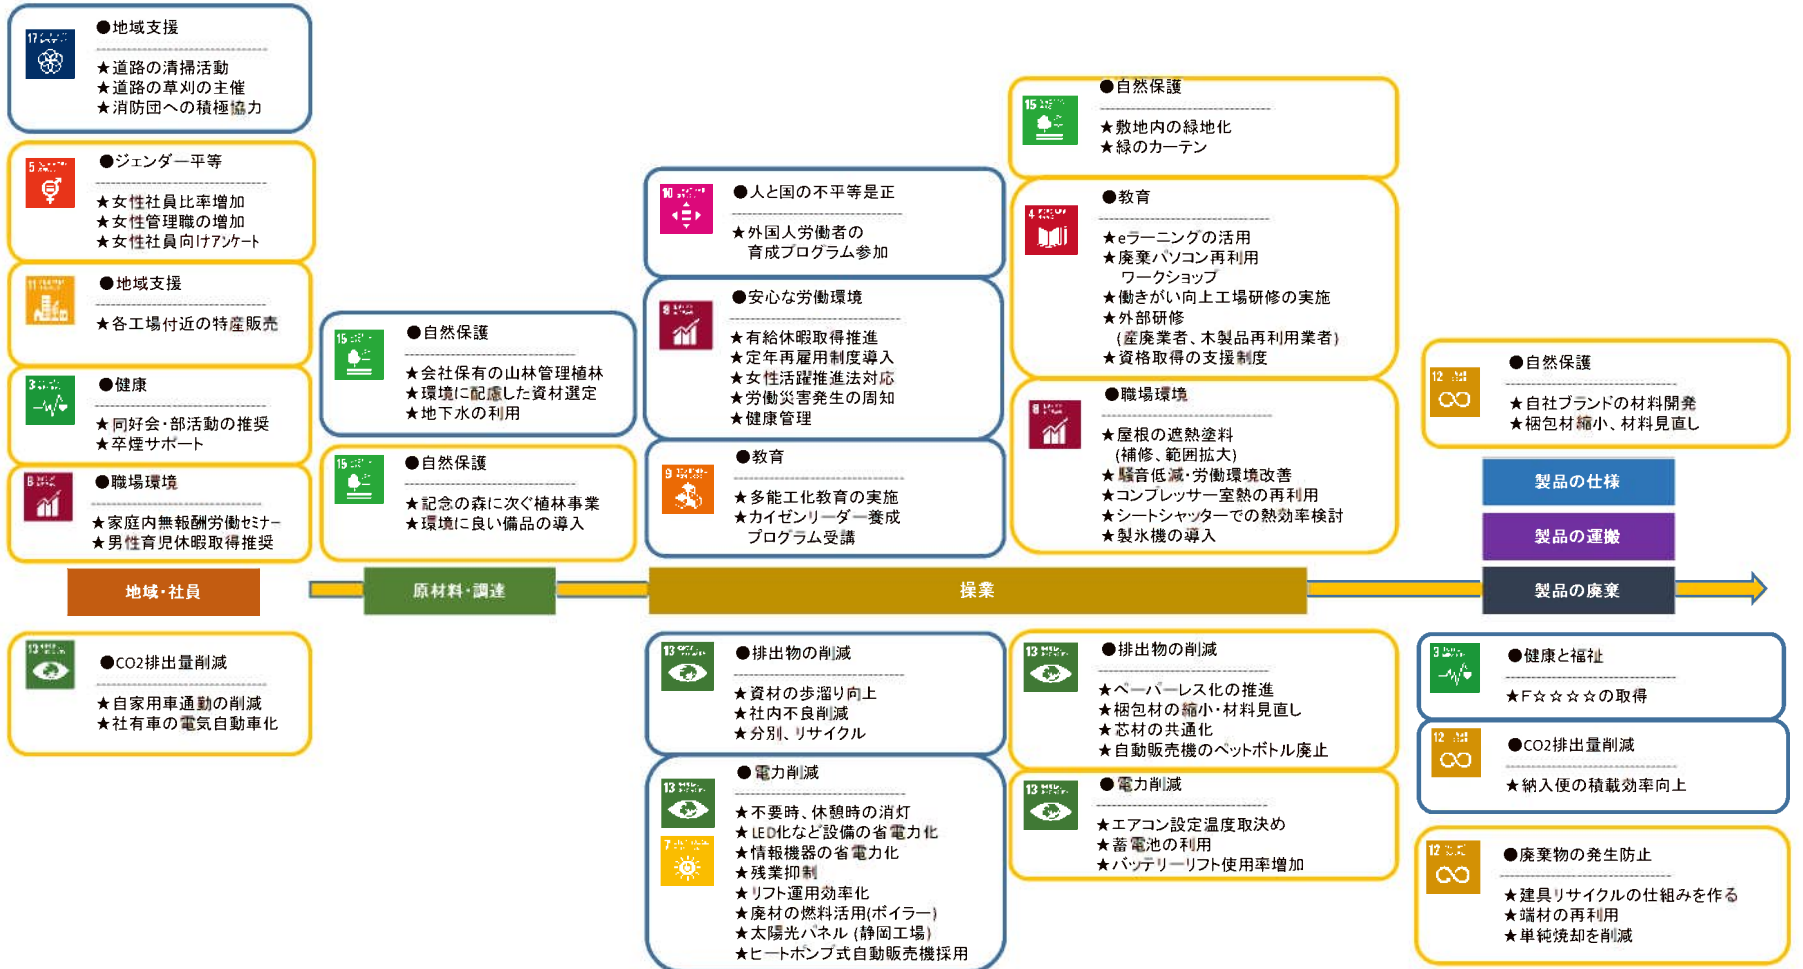 17
●地域支援
★道路の清掃活動
★道路の草刈の主催
★消防団への積極協力
5
●ジェンダー平等
★女性社員比率増加
★女性管理職の増加
★女性社員向けアンケート
11
●地域支援
★各工場付近の特産販売
3
●健康
★同好会・部活動の推奨
★卒煙サポート
8
●職場環境
★家庭内無報酬労働セミナー
★男性育児休暇取得推奨
15
●自然保護
★会社保有の山林管理植林
★環境に配慮した資材選定
★地下水の利用
15
●自然保護
★記念の森に次ぐ植林事業
★環境に良い備品の導入
10
●人と国の不平等是正
★外国人労働者の
育成プログラム参加
8
●安心な労働環境
★有給休暇取得推進
★定年再雇用制度導入
★女性活躍推進法対応
★労働災害発生の周知
★健康管理
9
●教育
★多能工化教育の実施
★カイゼンリーダー養成
プログラム受講
15
●自然保護
★敷地内の緑地化
★緑のカーテン
4
●教育
★eラーニングの活用
★廃棄パソコン再利用
ワークショップ
★働きがい向上工場研修の実施
★外部研修
(産廃業者、木製品再利用業者)
★資格取得の支援制度
8
●職場環境
★屋根の遮熱塗料
(補修、範囲拡大)
★騒音低減・労働環境改善
★コンプレッサー室熱の再利用
★シートシャッターでの熱効率検討
★製氷機の導入
12
●自然保護
★自社ブランドの材料開発
★梱包材縮小、材料見直し
製品の仕様
製品の運搬
地域・社員
原材料・調達
操業
製品の廃棄
13
●CO2排出量削減
★自家用車通勤の削減
★社有車の電気自動車化
13
●排出物の削減
★資材の歩溜り向上
★社内不良削減
★分別、リサイクル
13
7
●電力削減
★不要時、休憩時の消灯
★LED化など設備の省電力化
★情報機器の省電力化
★残業抑制
★リフト運用効率化
★廃材の燃料活用(ボイラー)
★太陽光パネル(静岡工場)
★ヒートポンプ式自動販売機採用
13
●排出物の削減
★ペーパーレス化の推進
★梱包材の縮小・材料見直し
★芯材の共通化
★自動販売機のペットボトル廃止
13
●電力削減
★エアコン設定温度取決め
★蓄電池の利用
★バッテリーリフト使用率増加
3
●健康と福祉
★F☆☆☆☆の取得
12
●CO2排出量削減
★納入便の積載効率向上
12
●廃棄物の発生防止
★建具リサイクルの仕組みを作る
★端材の再利用
★単純焼却を削減